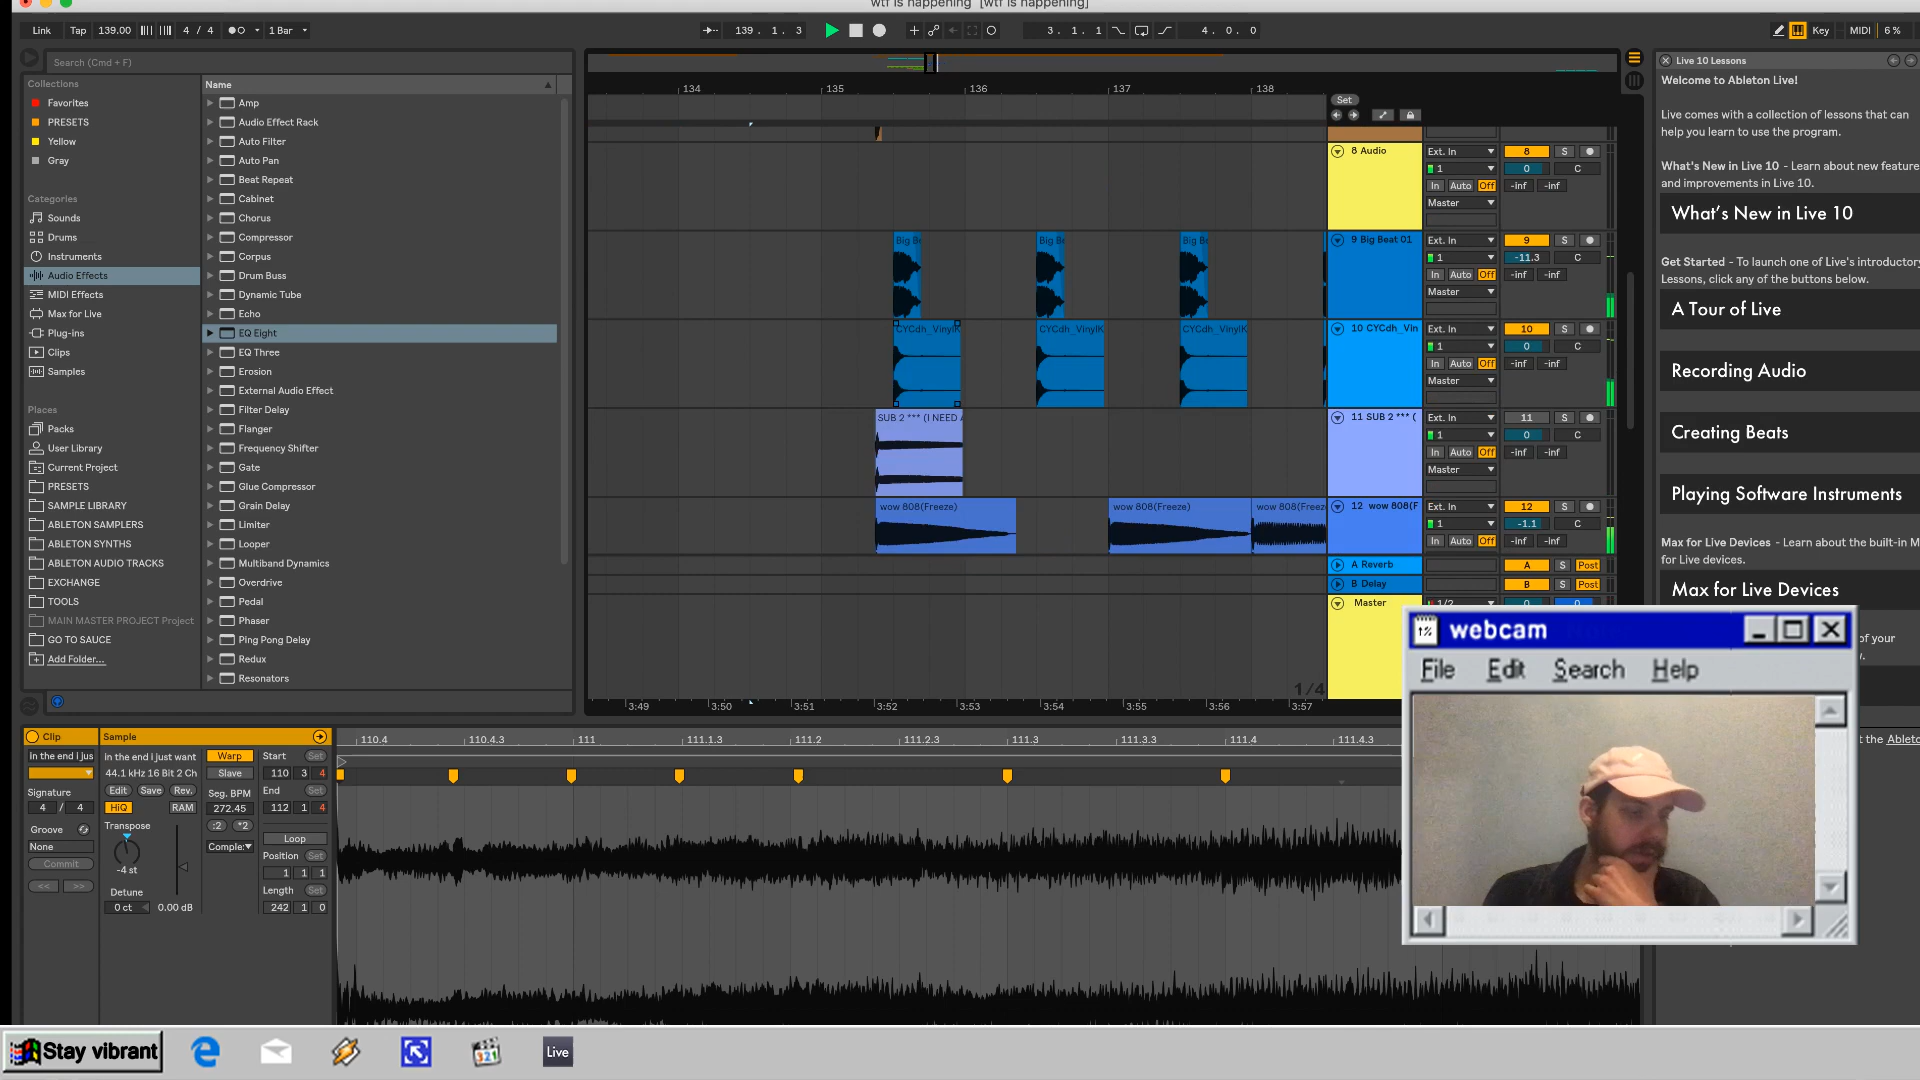 wtf is happening [wtf is happening]
Link Tap 139.00 4 / 4 1 Bar 139. 1. 3 3. 1. 1 4. 0. 0 Key MIDI 6 %
Search (Cmd + F)
Collections
Favorites
PRESETS
Yellow
Gray
Categories
Sounds
Drums
Instruments
Audio Effects
MIDI Effects
Max for Live
Plug-ins
Clips
Samples
Places
Packs
User Library
Current Project
PRESETS
SAMPLE LIBRARY
ABLETON SAMPLERS
ABLETON SYNTHS
ABLETON AUDIO TRACKS
EXCHANGE
TOOLS
MAIN MASTER PROJECT Project
GO TO SAUCE
Add Folder...
Name
Amp
Audio Effect Rack
Auto Filter
Auto Pan
Beat Repeat
Cabinet
Chorus
Compressor
Corpus
Drum Buss
Dynamic Tube
Echo
EQ Eight
EQ Three
Erosion
External Audio Effect
Filter Delay
Flanger
Frequency Shifter
Gate
Glue Compressor
Grain Delay
Limiter
Looper
Multiband Dynamics
Overdrive
Pedal
Phaser
Ping Pong Delay
Redux
Resonators
134 135 136 137 138
Set
8 Audio Ext. In 8 S
1 0 C
In Auto Off -inf -inf
Master
Big Be Big Be Big Be 9 Big Beat 01 Ext. In 9 S
1 -11.3 C
In Auto Off -inf -inf
Master
CYCdh_VinylK CYCdh_VinylK CYCdh_VinylK 10 CYCdh_Vin Ext. In 10 S
1 0 C
In Auto Off -inf -inf
Master
SUB 2 *** (I NEED A 11 SUB 2 *** ( Ext. In 11 S
1 0 C
In Auto Off -inf -inf
Master
wow 808(Freeze) wow 808(Freeze) wow 808(Freez 12 wow 808(F Ext. In 12 S
1 -1.1 C
In Auto Off -inf -inf
A Reverb A S Post
B Delay B S Post
Master 1/2 0 0
1/4
3:49 3:50 3:51 3:52 3:53 3:54 3:55 3:56 3:57
Live 10 Lessons
Welcome to Ableton Live!
Live comes with a collection of lessons that can
help you learn to use the program.
What's New in Live 10 - Learn about new feature
and improvements in Live 10.
What's New in Live 10
Get Started - To launch one of Live's introductory
Lessons, click any of the buttons below.
A Tour of Live
Recording Audio
Creating Beats
Playing Software Instruments
Max for Live Devices - Learn about the built-in M
for Live devices.
Max for Live Devices
of your
t the Ableto
webcam
File Edit Search Help
Clip
In the end i jus
Signature
4 / 4
Groove
None
Commit
<< >>
Sample
In the end i just want
44.1 kHz 16 Bit 2 Ch
Edit Save Rev.
HiQ RAM
Transpose
-4 st
Detune
0 ct 0.00 dB
Warp
Slave
Seg. BPM
272.45
:2 *2
Comple:
Start Set
110 3 4
End Set
112 1 4
Loop
Position Set
1 1 1
Length Set
242 1 0
110.4 110.4.3 111 111.1.3 111.2 111.2.3 111.3 111.3.3 111.4 111.4.3
Stay vibrant
321
Live